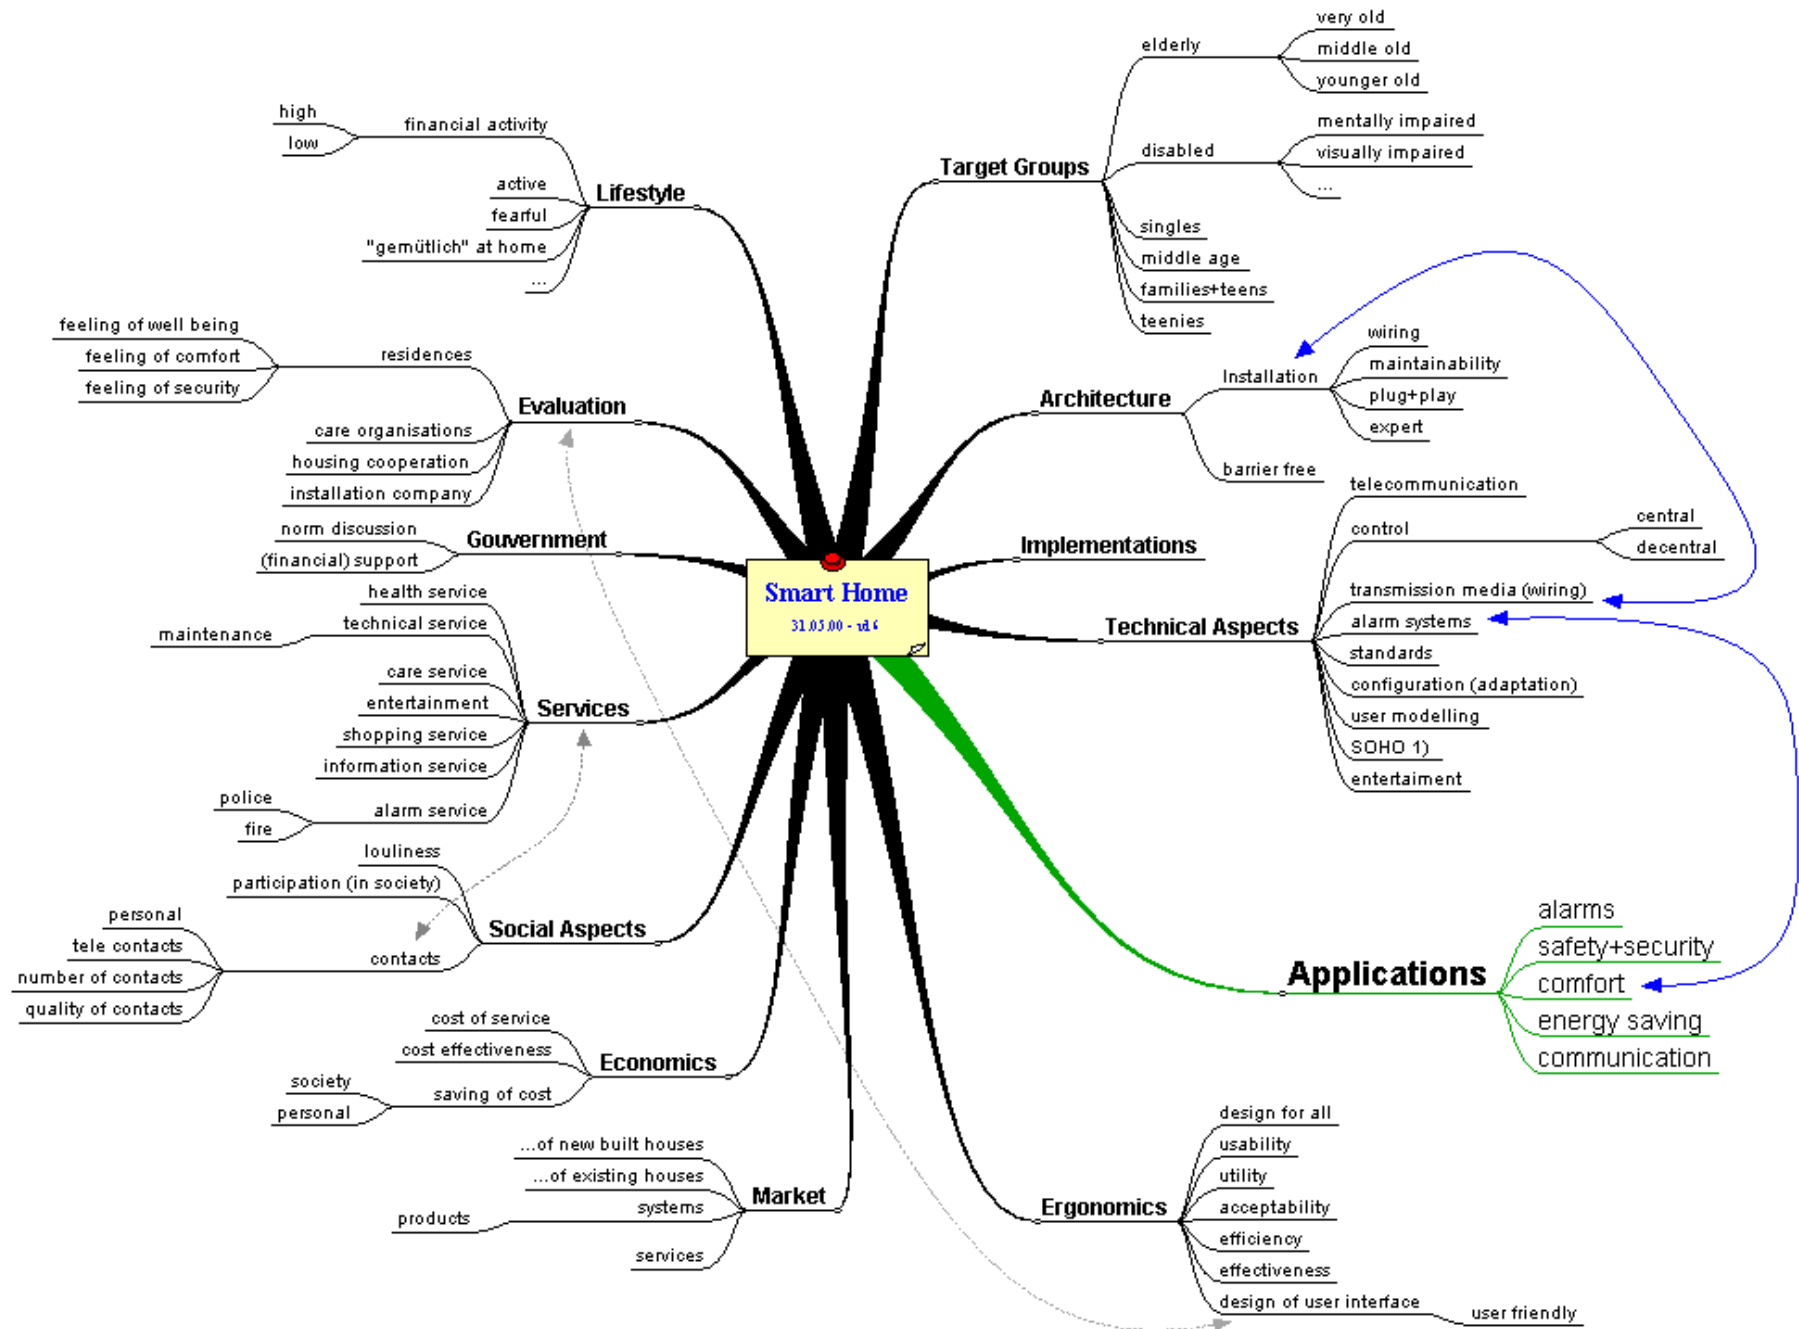 Smart Home
31.05.00 - v1.6
Target Groups
elderly
very old
middle old
younger old
disabled
mentally impaired
visually impaired
...
singles
middle age
families+teens
teenies
Architecture
Installation
wiring
maintainability
plug+play
expert
barrier free
Implementations
Technical Aspects
telecommunication
control
central
decentral
transmission media (wiring)
alarm systems
standards
configuration (adaptation)
user modelling
SOHO 1)
entertaiment
Applications
alarms
safety+security
comfort
energy saving
communication
Ergonomics
design for all
usability
utility
acceptability
efficiency
effectiveness
design of user interface
user friendly
Lifestyle
financial activity
high
low
active
fearful
"gemütlich" at home
...
Evaluation
residences
feeling of well being
feeling of comfort
feeling of security
care organisations
housing cooperation
installation company
Gouvernment
norm discussion
(financial) support
Services
health service
technical service
maintenance
care service
entertainment
shopping service
information service
alarm service
police
fire
Social Aspects
louliness
participation (in society)
contacts
personal
tele contacts
number of contacts
quality of contacts
Economics
cost of service
cost effectiveness
saving of cost
society
personal
Market
...of new built houses
...of existing houses
systems
products
services